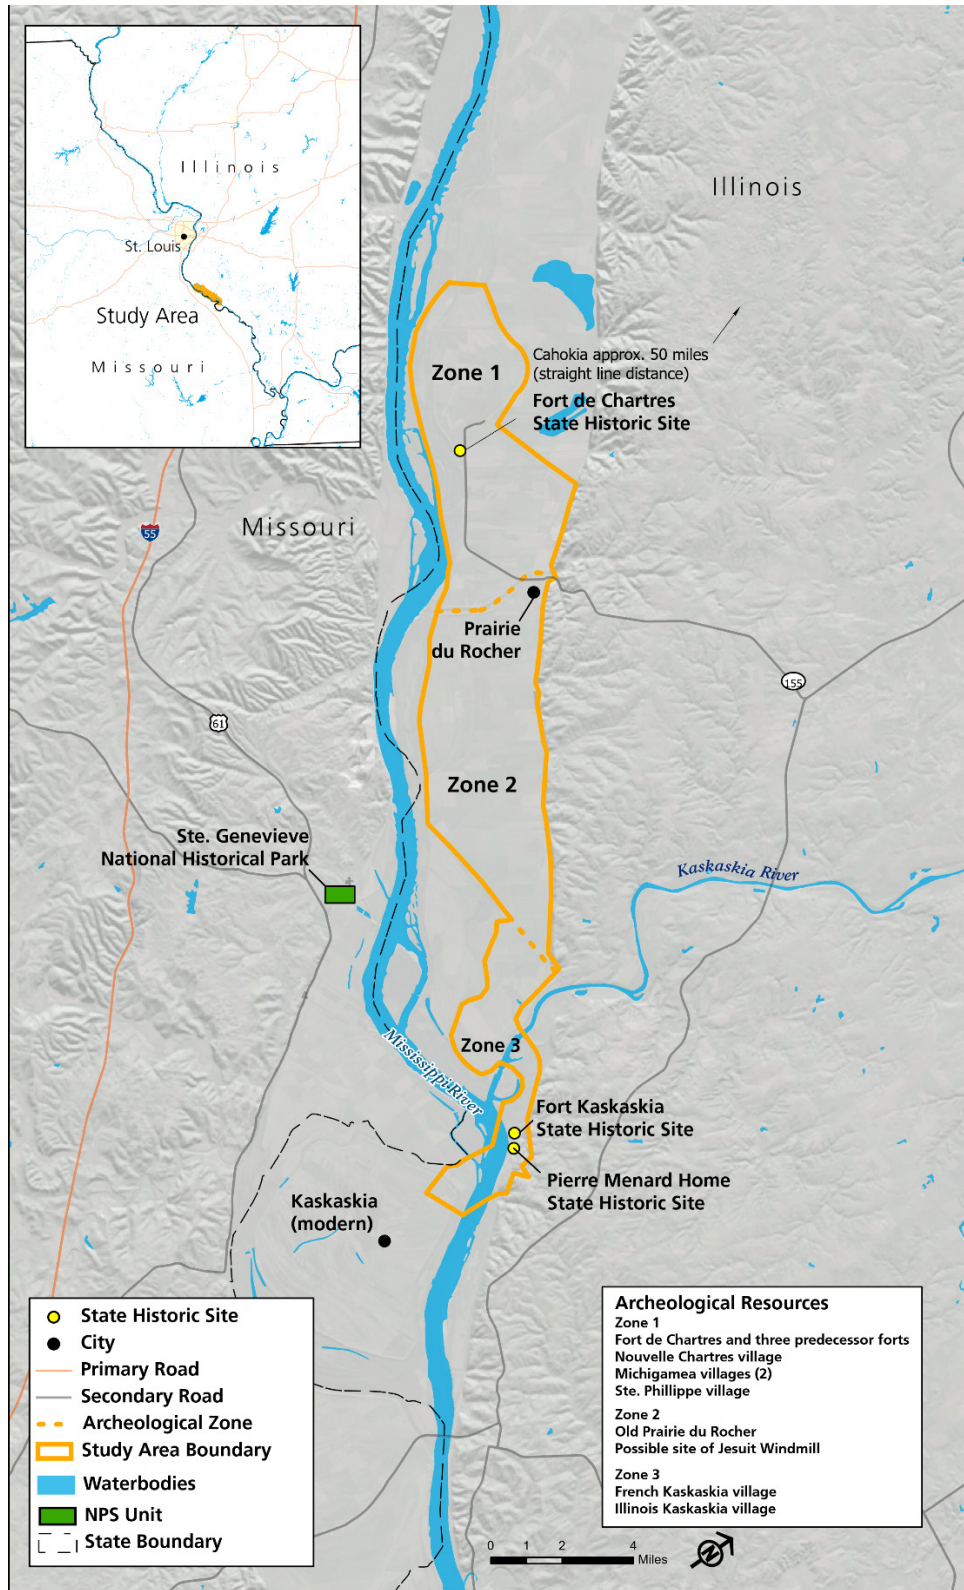 Illinois
St. Louis
Study Area
Missouri
Illinois
Zone 1
Cahokia approx. 50 miles
(straight line distance)
Fort de Chartres
State Historic Site
Missouri
55
Prairie
du Rocher
155
61
Zone 2
Ste. Genevieve
National Historical Park
Kaskaskia River
Zone 3
Mississippi River
Fort Kaskaskia
State Historic Site
Pierre Menard Home
State Historic Site
Kaskaskia
(modern)
State Historic Site
City
Primary Road
Secondary Road
Archeological Zone
Study Area Boundary
Waterbodies
NPS Unit
State Boundary
Archeological Resources
Zone 1
Fort de Chartres and three predecessor forts
Nouvelle Chartres village
Michigamea villages (2)
Ste. Phillippe village
Zone 2
Old Prairie du Rocher
Possible site of Jesuit Windmill
Zone 3
French Kaskaskia village
Illinois Kaskaskia village
0 1 2 4
Miles
N